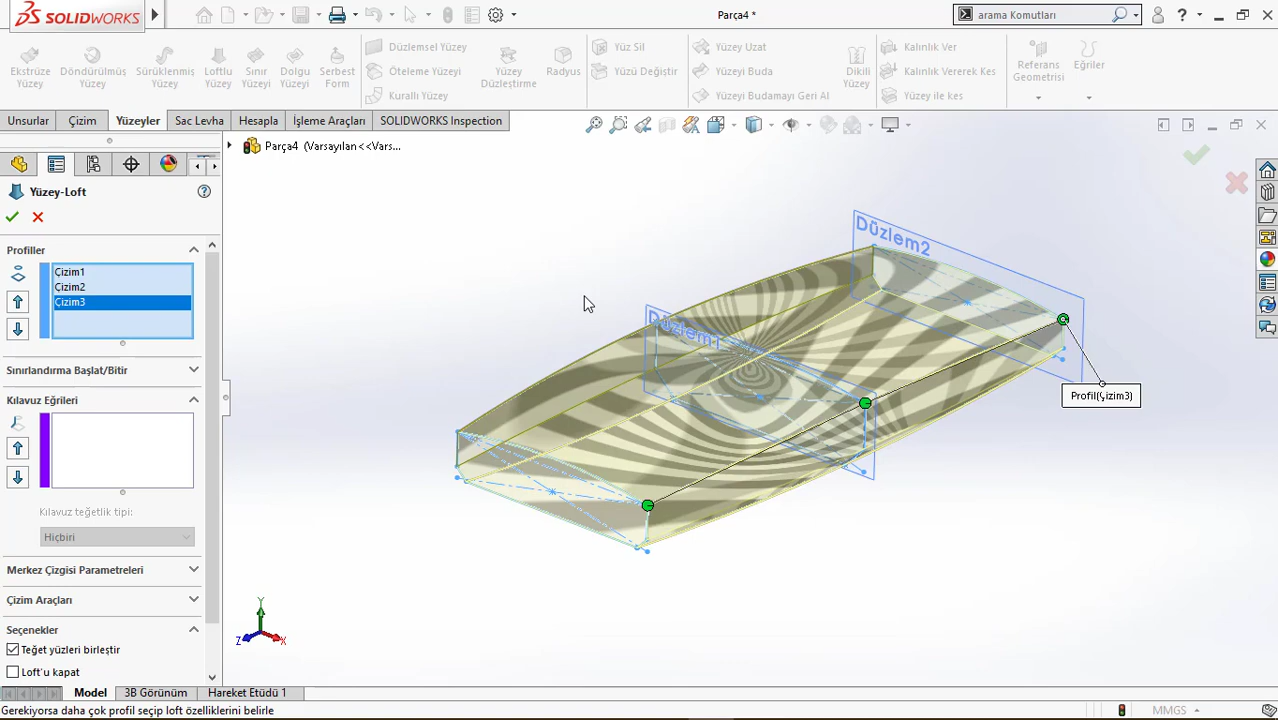 SOLIDWORKS
Parça4 *
arama Komutları
Ekstrüze Yüzey
Döndürülmüş Yüzey
Sürüklenmiş Yüzey
Loftlu Yüzey
Sınır Yüzeyi
Dolgu Yüzeyi
Serbest Form
Düzlemsel Yüzey
Öteleme Yüzeyi
Kurallı Yüzey
Yüzey Düzleştirme
Radyus
Yüz Sil
Yüzü Değiştir
Yüzey Uzat
Yüzeyi Buda
Yüzeyi Budamayı Geri Al
Dikili Yüzey
Kalınlık Ver
Kalınlık Vererek Kes
Yüzey ile kes
Referans Geometrisi
Eğriler
Unsurlar
Çizim
Yüzeyler
Sac Levha
Hesapla
İşleme Araçları
SOLIDWORKS Inspection
Parça4 (Varsayılan<<Vars...
Yüzey-Loft
Profiller
Çizim1
Çizim2
Çizim3
Sınırlandırma Başlat/Bitir
Kılavuz Eğrileri
Kılavuz teğetlik tipi:
Hiçbiri
Merkez Çizgisi Parametreleri
Çizim Araçları
Seçenekler
Teğet yüzleri birleştir
Loft'u kapat
Düzlem2
Düzlem1
Profil(Çizim3)
Y
Z
X
Model
3B Görünüm
Hareket Etüdü 1
Gerekiyorsa daha çok profil seçip loft özelliklerini belirle
MMGS